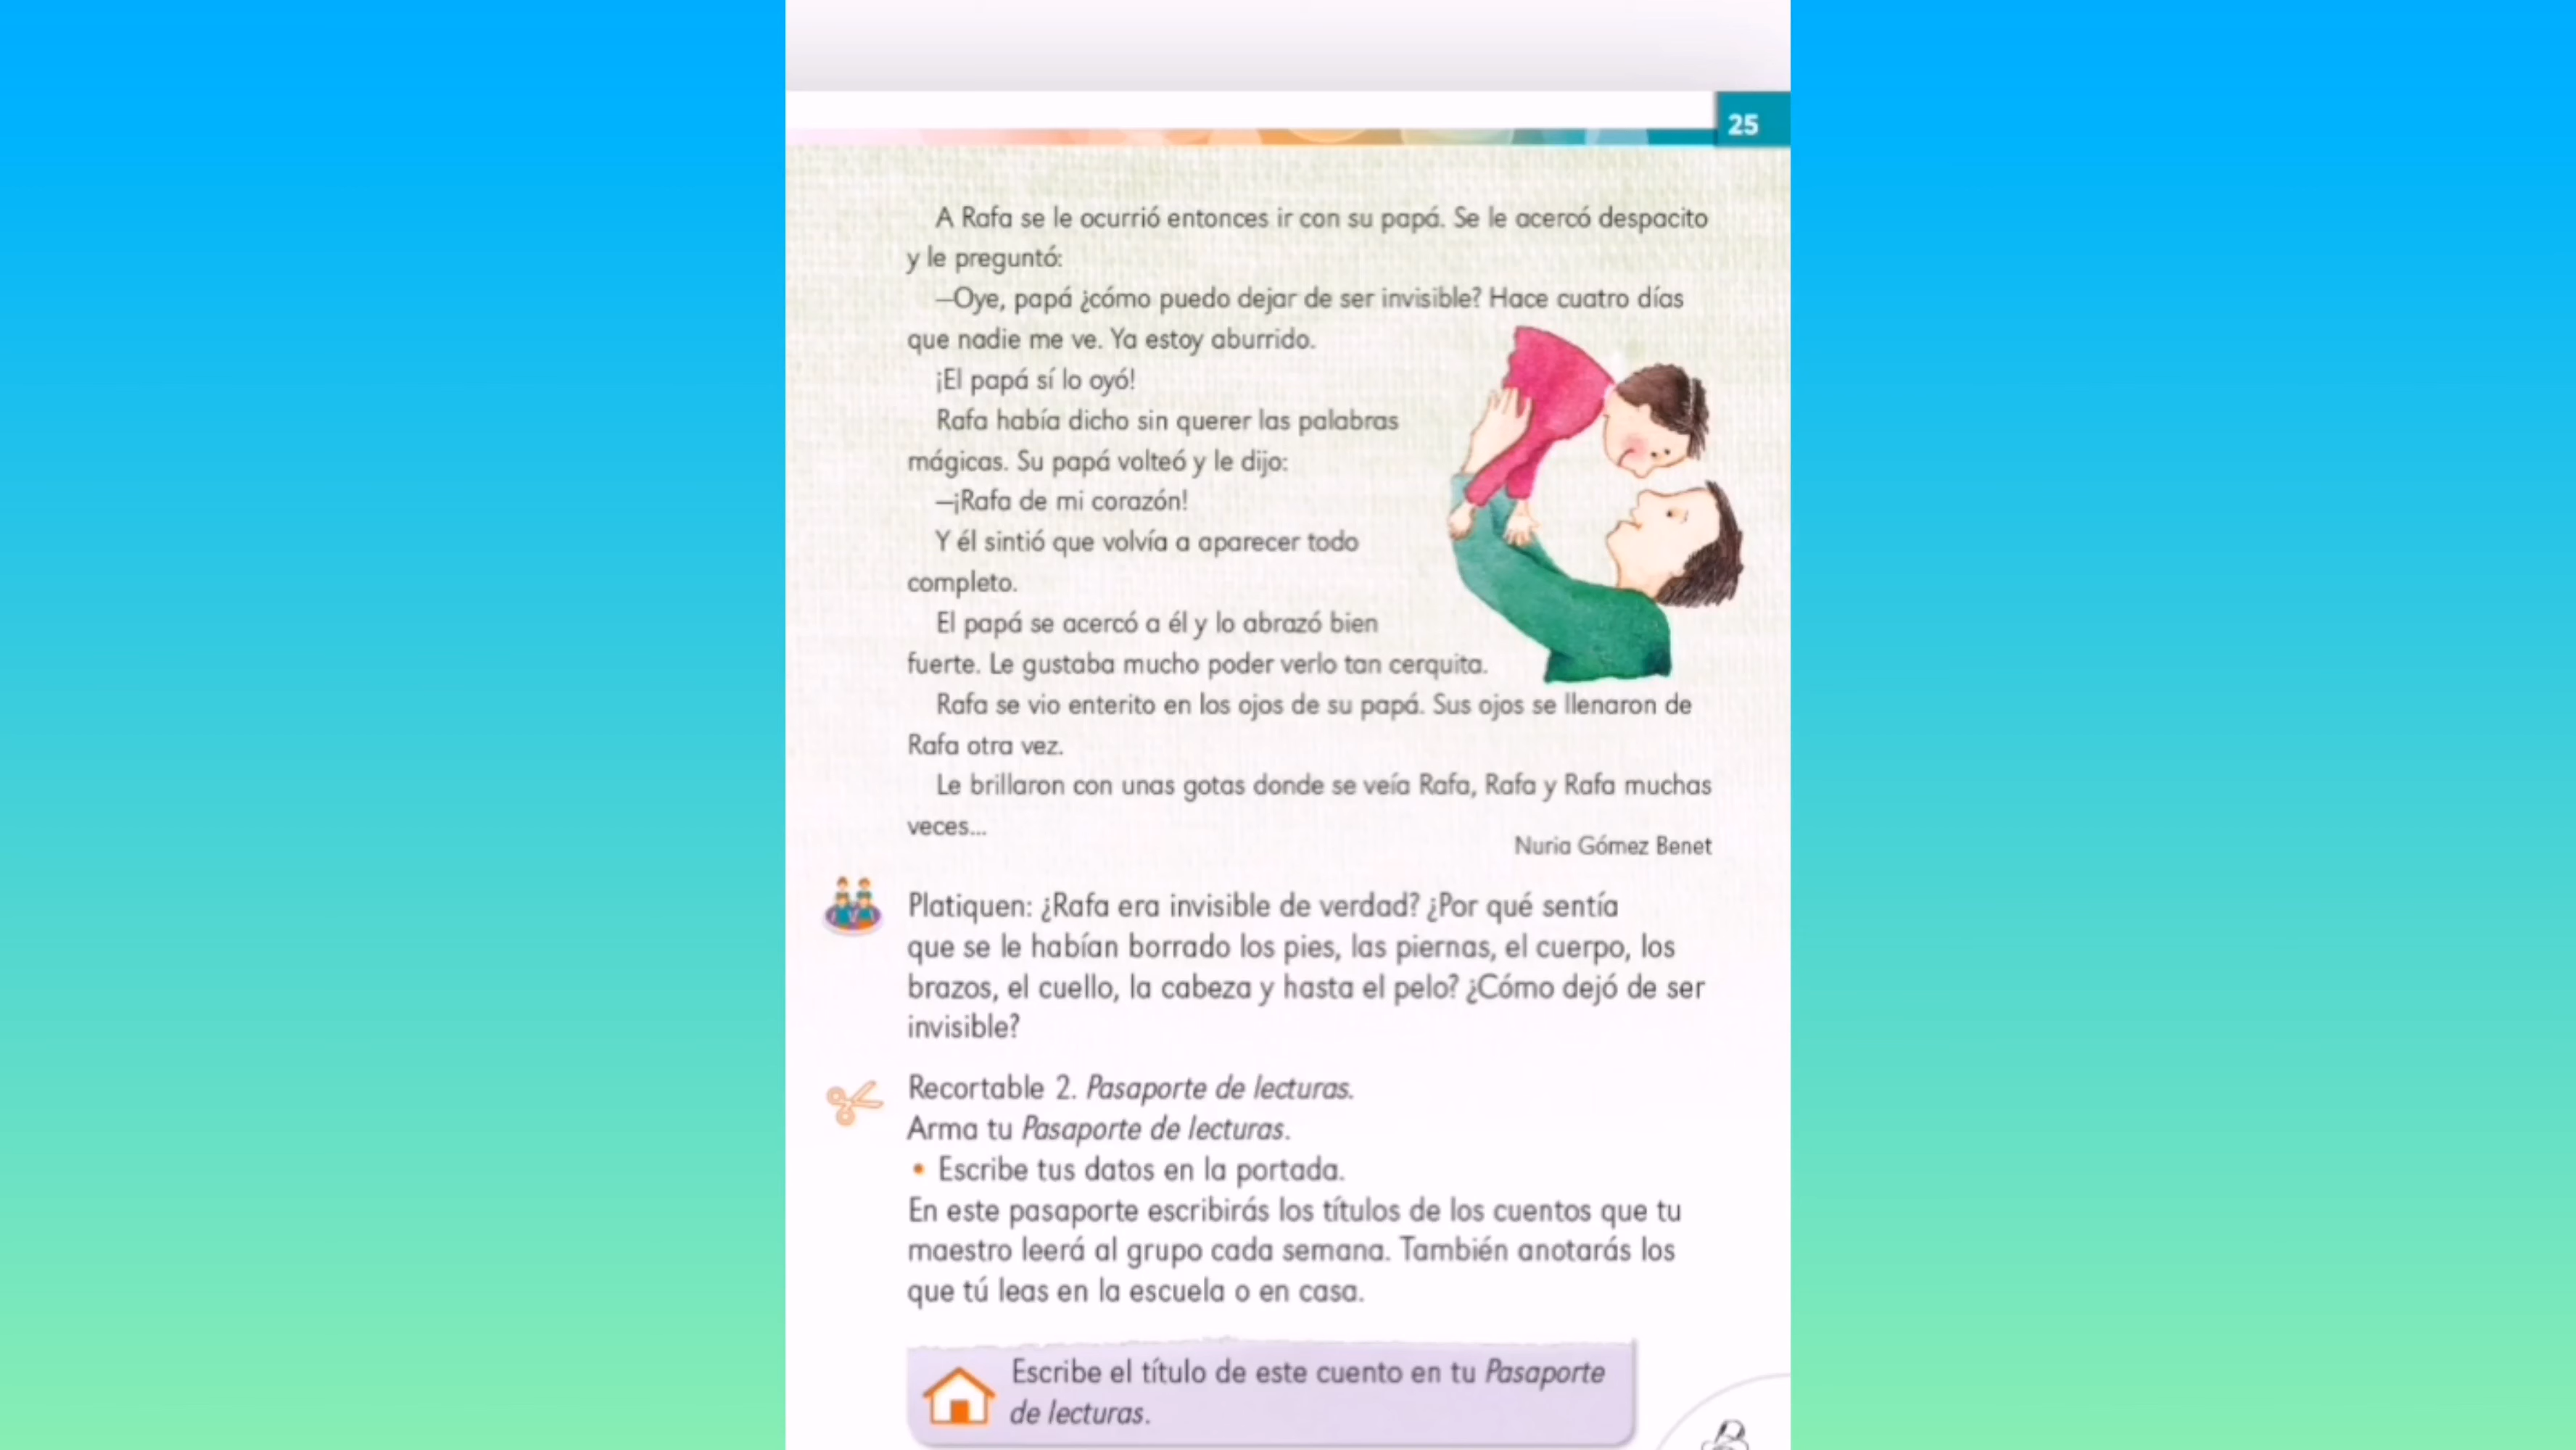 25
A Rafa se le ocurrió entonces ir con su papá. Se le acercó despacito
y le preguntó:
—Oye, papá ¿cómo puedo dejar de ser invisible? Hace cuatro días
que nadie me ve. Ya estoy aburrido.
¡El papá sí lo oyó!
Rafa había dicho sin querer las palabras
mágicas. Su papá volteó y le dijo:
—¡Rafa de mi corazón!
Y él sintió que volvía a aparecer todo
completo.
El papá se acercó a él y lo abrazó bien
fuerte. Le gustaba mucho poder verlo tan cerquita.
Rafa se vio enterito en los ojos de su papá. Sus ojos se llenaron de
Rafa otra vez.
Le brillaron con unas gotas donde se veía Rafa, Rafa y Rafa muchas
veces...
Nuria Gómez Benet
Platiquen: ¿Rafa era invisible de verdad? ¿Por qué sentía
que se le habían borrado los pies, las piernas, el cuerpo, los
brazos, el cuello, la cabeza y hasta el pelo? ¿Cómo dejó de ser
invisible?
Recortable 2. Pasaporte de lecturas.
Arma tu Pasaporte de lecturas.
• Escribe tus datos en la portada.
En este pasaporte escribirás los títulos de los cuentos que tu
maestro leerá al grupo cada semana. También anotarás los
que tú leas en la escuela o en casa.
Escribe el título de este cuento en tu Pasaporte
de lecturas.